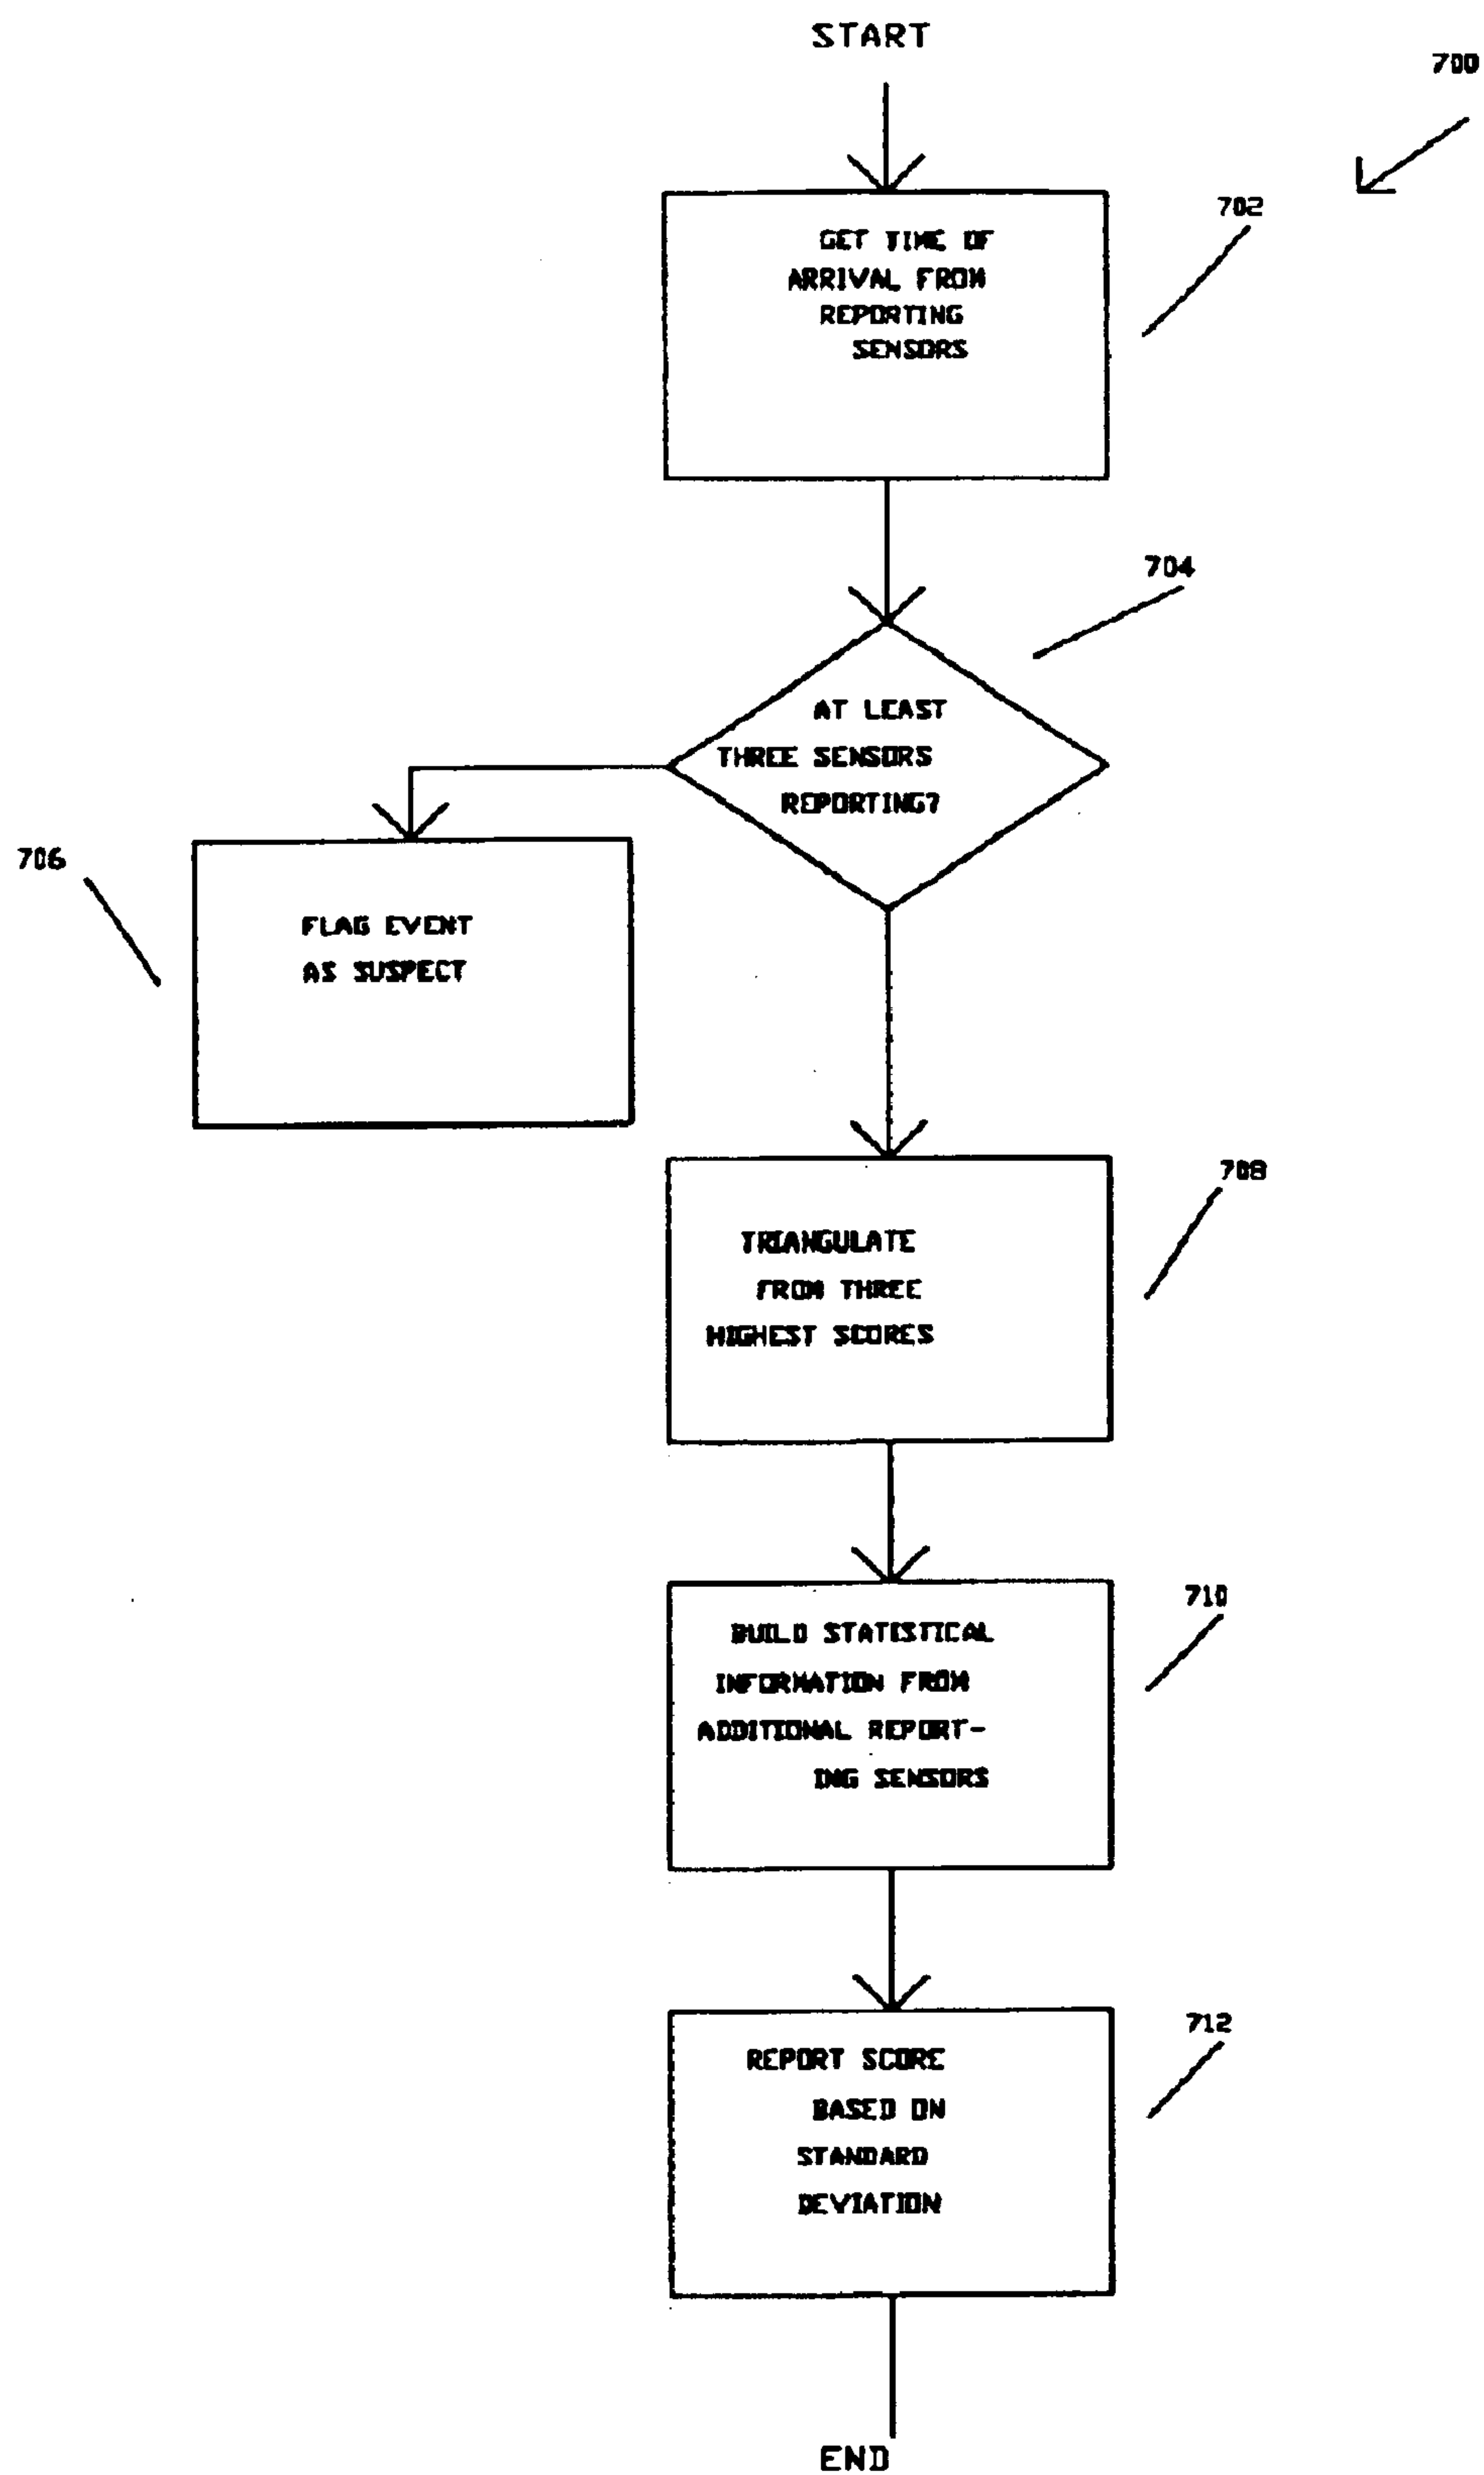 START
700
702
GET TIME OF
ARRIVAL FROM
REPORTING
SENSORS
704
AT LEAST
THREE SENSORS
REPORTING?
706
FLAG EVENT
AS SUSPECT
708
TRIANGULATE
FROM THREE
HIGHEST SCORES
710
BUILD STATISTICAL
INFORMATION FROM
ADDITIONAL REPORT-
ING SENSORS
712
REPORT SCORE
BASED ON
STANDARD
DEVIATION
END